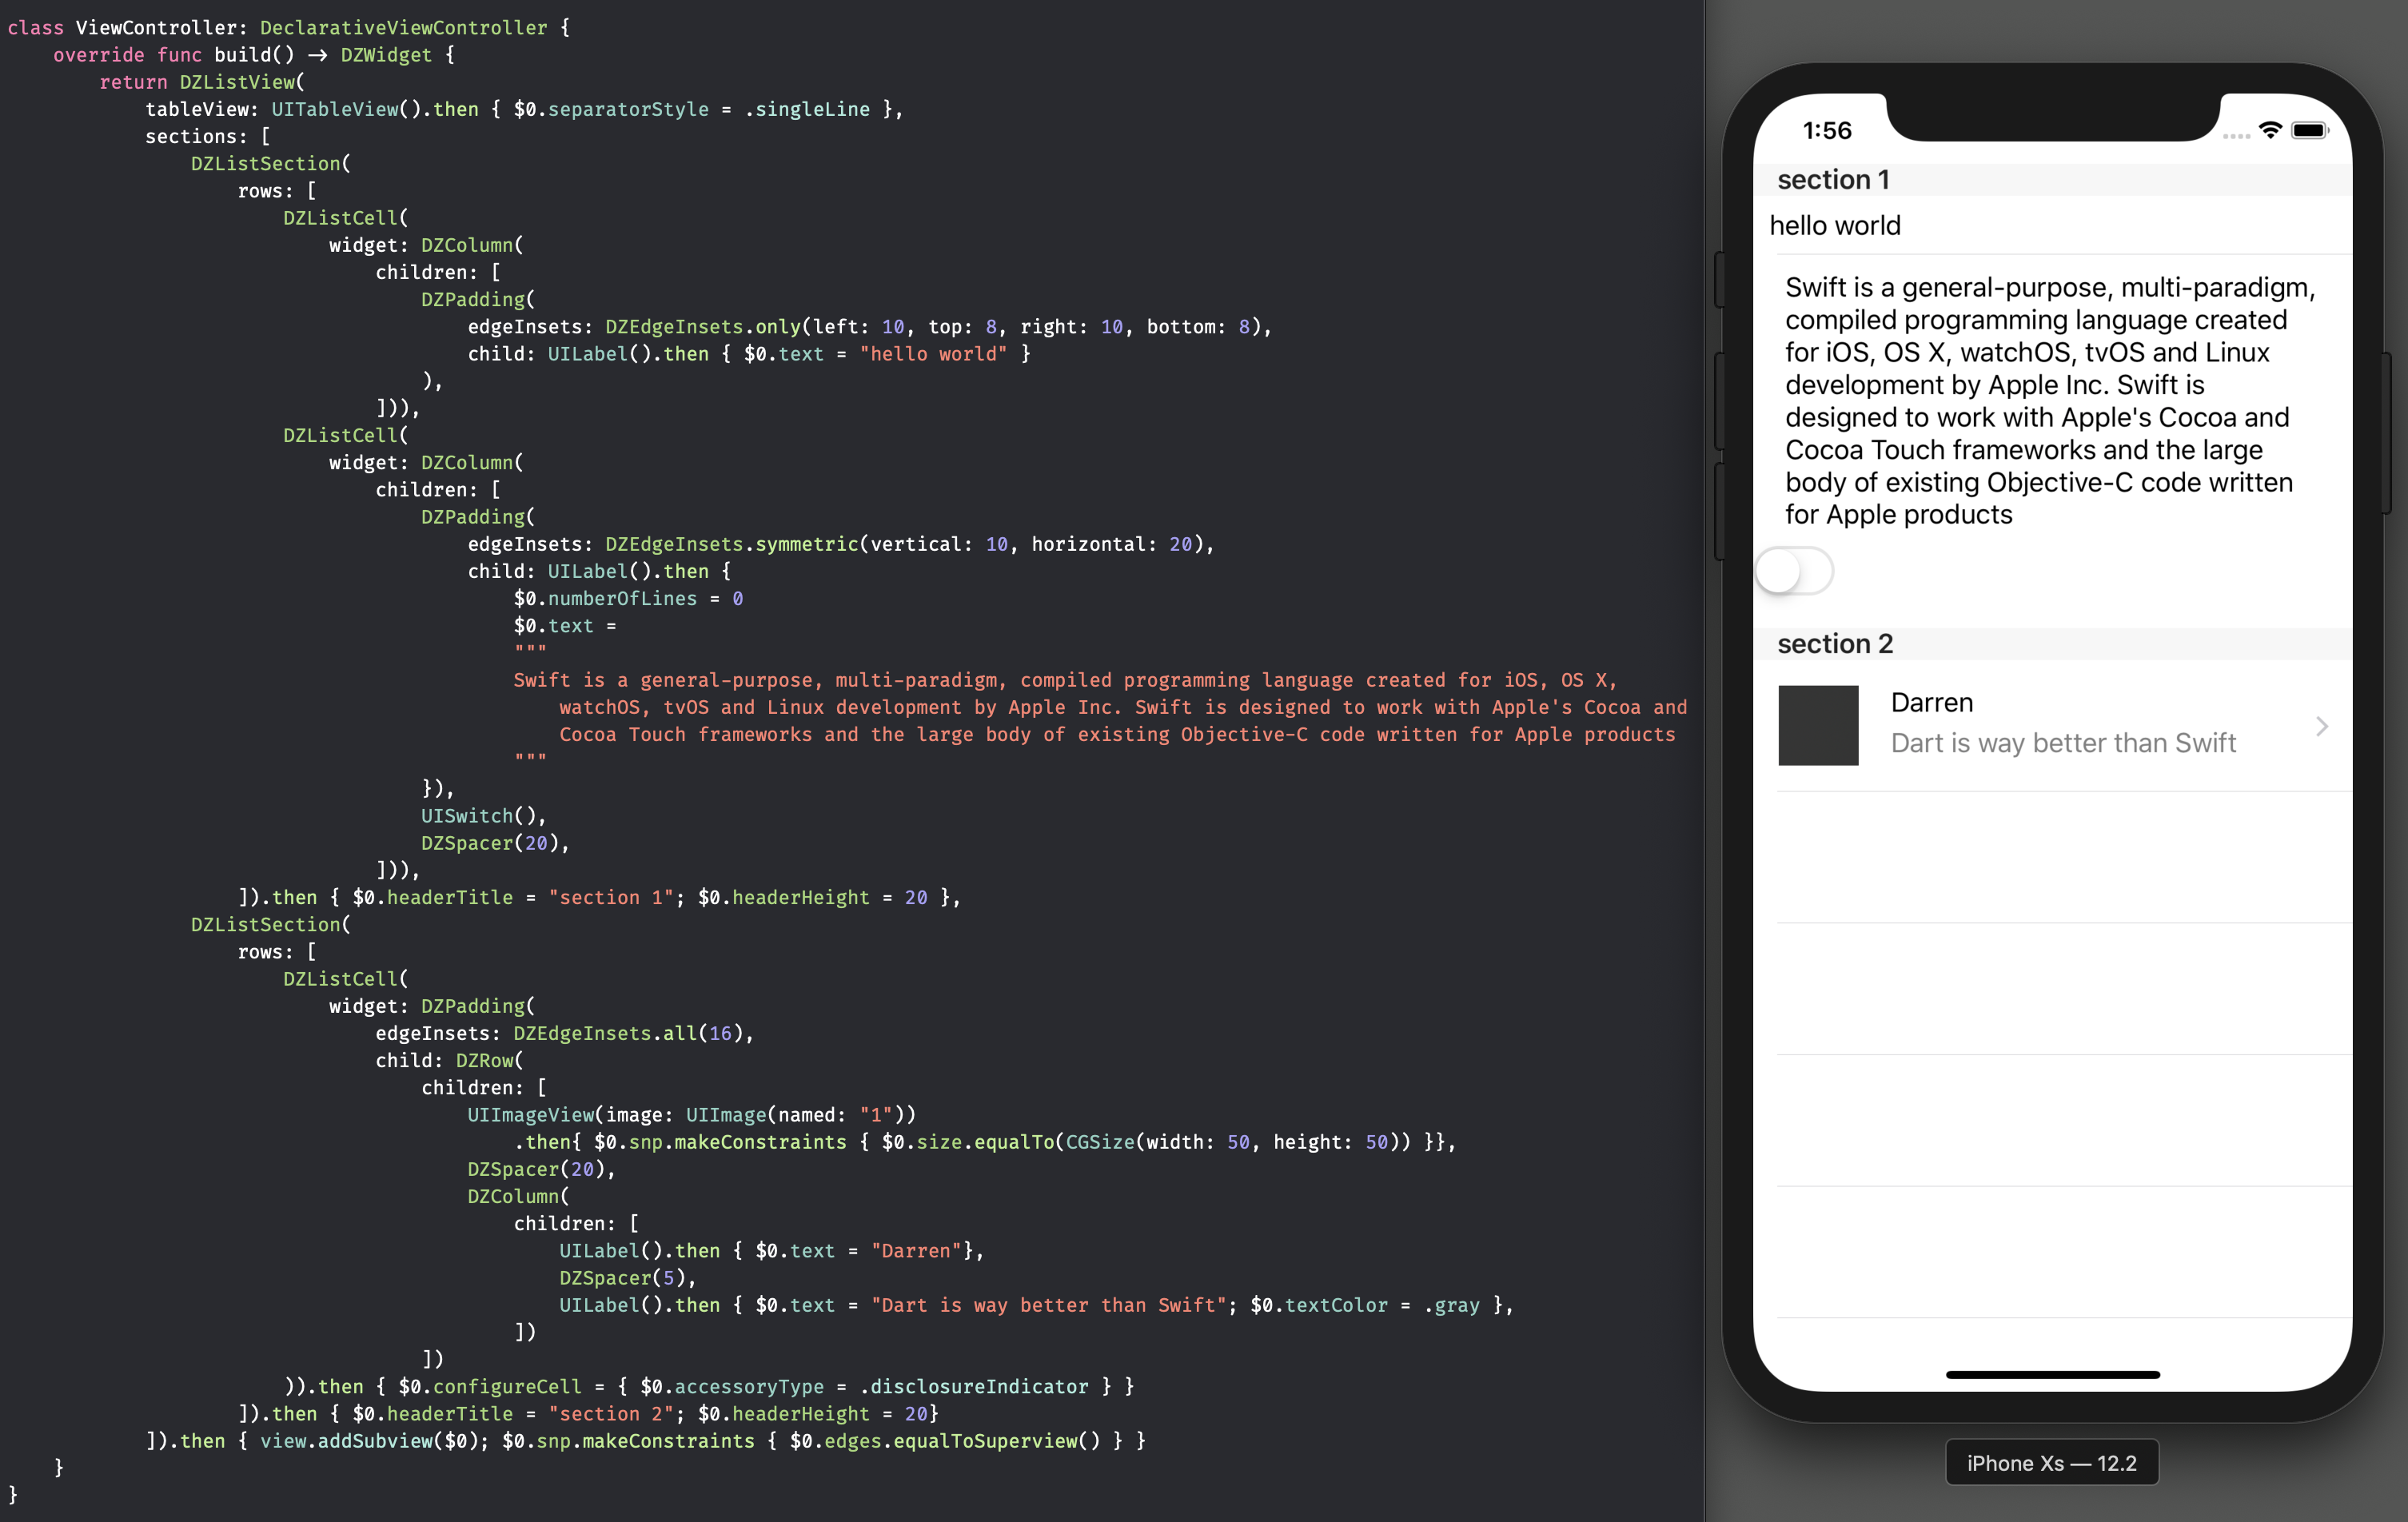 class ViewController: DeclarativeViewController {
    override func build() → DZWidget {
        return DZListView(
            tableView: UITableView().then { $0.separatorStyle = .singleLine },
            sections: [
                DZListSection(
                    rows: [
                        DZListCell(
                            widget: DZColumn(
                                children: [
                                    DZPadding(
                                        edgeInsets: DZEdgeInsets.only(left: 10, top: 8, right: 10, bottom: 8),
                                        child: UILabel().then { $0.text = "hello world" }
                                    ),
                                ])),
                        DZListCell(
                            widget: DZColumn(
                                children: [
                                    DZPadding(
                                        edgeInsets: DZEdgeInsets.symmetric(vertical: 10, horizontal: 20),
                                        child: UILabel().then {
                                            $0.numberOfLines = 0
                                            $0.text =
                                            """
                                            Swift is a general-purpose, multi-paradigm, compiled programming language created for iOS, OS X,
                                                watchOS, tvOS and Linux development by Apple Inc. Swift is designed to work with Apple's Cocoa and
                                                Cocoa Touch frameworks and the large body of existing Objective-C code written for Apple products
                                            """
                                    }),
                                    UISwitch(),
                                    DZSpacer(20),
                                ])),
                    ]).then { $0.headerTitle = "section 1"; $0.headerHeight = 20 },
                DZListSection(
                    rows: [
                        DZListCell(
                            widget: DZPadding(
                                edgeInsets: DZEdgeInsets.all(16),
                                child: DZRow(
                                    children: [
                                        UIImageView(image: UIImage(named: "1"))
                                            .then{ $0.snp.makeConstraints { $0.size.equalTo(CGSize(width: 50, height: 50)) }},
                                        DZSpacer(20),
                                        DZColumn(
                                            children: [
                                                UILabel().then { $0.text = "Darren"},
                                                DZSpacer(5),
                                                UILabel().then { $0.text = "Dart is way better than Swift"; $0.textColor = .gray },
                                            ])
                                    ])
                        )).then { $0.configureCell = { $0.accessoryType = .disclosureIndicator } }
                    ]).then { $0.headerTitle = "section 2"; $0.headerHeight = 20}
            ]).then { view.addSubview($0); $0.snp.makeConstraints { $0.edges.equalToSuperview() } }
    }
}
1:56
section 1
hello world
Swift is a general-purpose, multi-paradigm,
compiled programming language created
for iOS, OS X, watchOS, tvOS and Linux
development by Apple Inc. Swift is
designed to work with Apple's Cocoa and
Cocoa Touch frameworks and the large
body of existing Objective-C code written
for Apple products
section 2
Darren
Dart is way better than Swift
iPhone Xs — 12.2